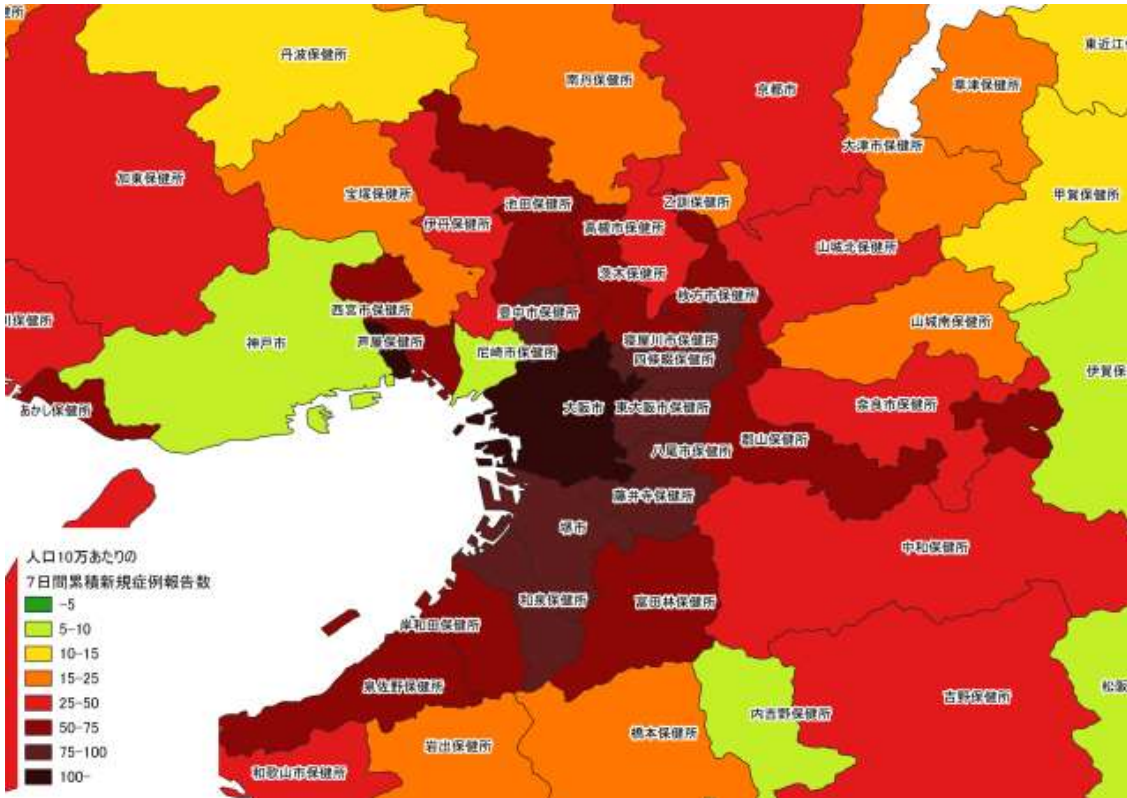 健所
丹波保健所
南丹保健所
京都市
東近江
草津保健所
大津市保健所
加東保健所
宝塚保健所
甲賀保健所
池田保健所
乙訓保健所
伊丹保健所
高槻市保健所
山城北保健所
茨木保健所
枚方市保健所
西宮市保健所
豊中市保健所
山城南保健所
川保健所
神戸市
芦屋保健所
尼崎市保健所
寝屋川市保健所
四條畷保健所
伊賀保
あかし保健所
大阪市
東大阪市保健所
奈良市保健所
八尾市保健所
郡山保健所
藤井寺保健所
堺市
中和保健所
和泉保健所
富田林保健所
岸和田保健所
泉佐野保健所
吉野保健所
松阪
内吉野保健所
橋本保健所
岩出保健所
和歌山市保健所
人口10万あたりの
7日間累積新規症例報告数
-5
5-10
10-15
15-25
25-50
50-75
75-100
100-